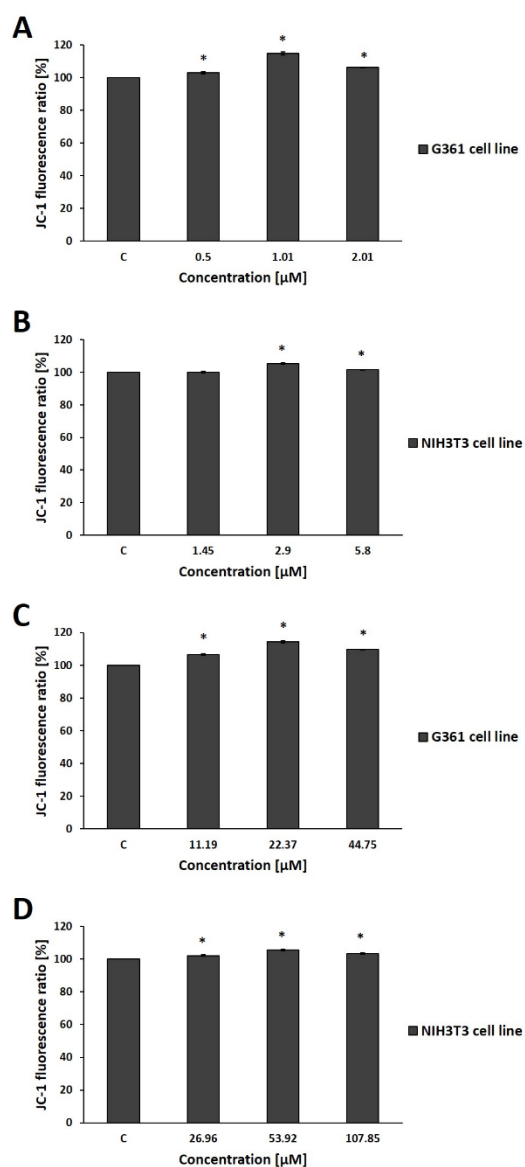 A
JC-1 fluorescence ratio [%]
120
100
80
60
40
20
0
*
*
*
C 0.5 1.01 2.01
Concentration [µM]
G361 cell line
B
JC-1 fluorescence ratio [%]
120
100
80
60
40
20
0
*
*
C 1.45 2.9 5.8
Concentration [µM]
NIH3T3 cell line
C
JC-1 fluorescence ratio [%]
120
100
80
60
40
20
0
*
*
*
C 11.19 22.37 44.75
Concentration [µM]
G361 cell line
D
JC-1 fluorescence ratio [%]
120
100
80
60
40
20
0
*
*
*
C 26.96 53.92 107.85
Concentration [µM]
NIH3T3 cell line